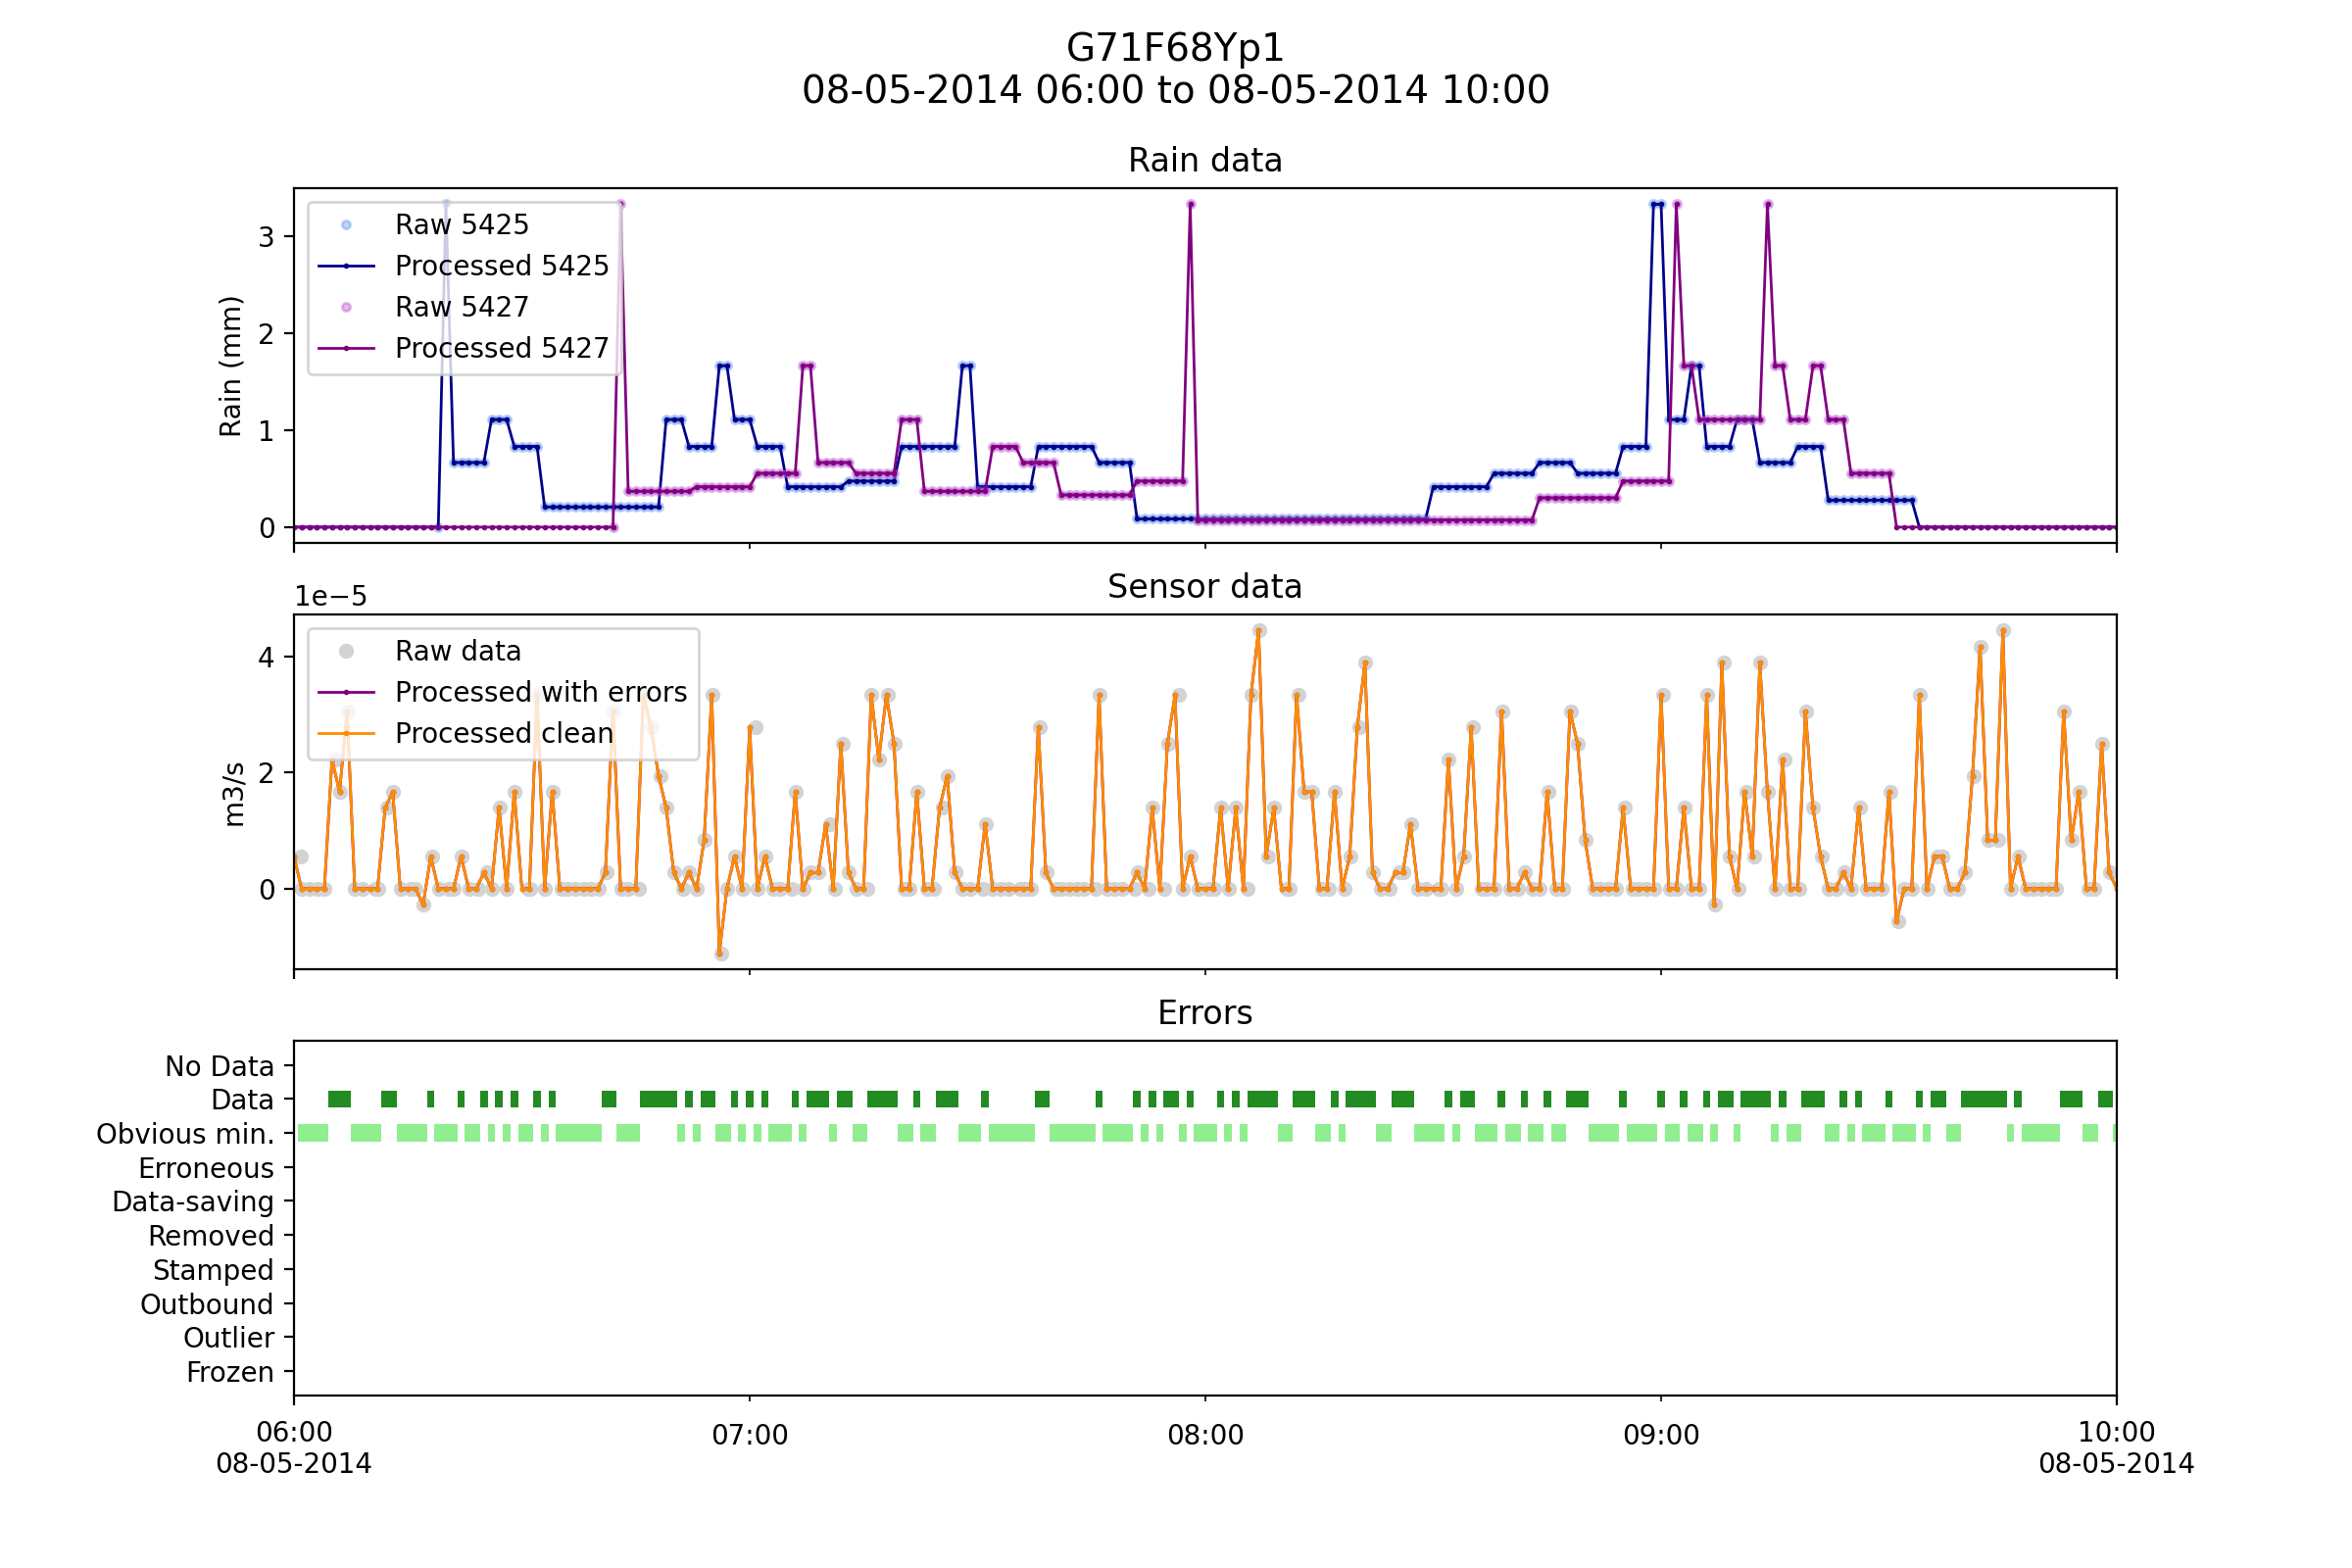 G71F68Yp1
08-05-2014 06:00 to 08-05-2014 10:00
Rain data
Rain (mm)
3
2
1
0
Raw 5425
Processed 5425
Raw 5427
Processed 5427
Sensor data
1e−5
m3/s
4
2
0
Raw data
Processed with errors
Processed clean
Errors
No Data
Data
Obvious min.
Erroneous
Data-saving
Removed
Stamped
Outbound
Outlier
Frozen
06:00
08-05-2014
07:00
08:00
09:00
10:00
08-05-2014